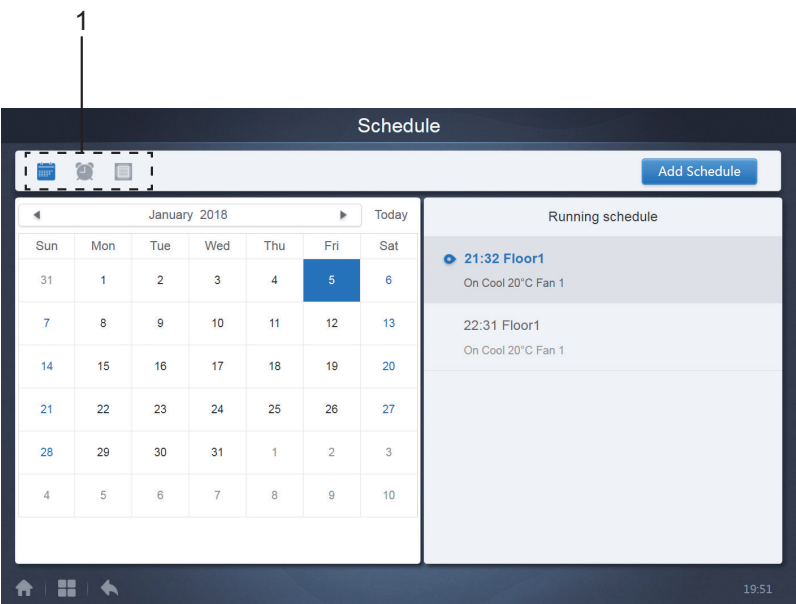 1
Schedule
Add Schedule
January 2018 Today
Sun Mon Tue Wed Thu Fri Sat
31 1 2 3 4 5 6
7 8 9 10 11 12 13
14 15 16 17 18 19 20
21 22 23 24 25 26 27
28 29 30 31 1 2 3
4 5 6 7 8 9 10
Running schedule
21:32 Floor1
On Cool 20°C Fan 1
22:31 Floor1
On Cool 20°C Fan 1
19:51